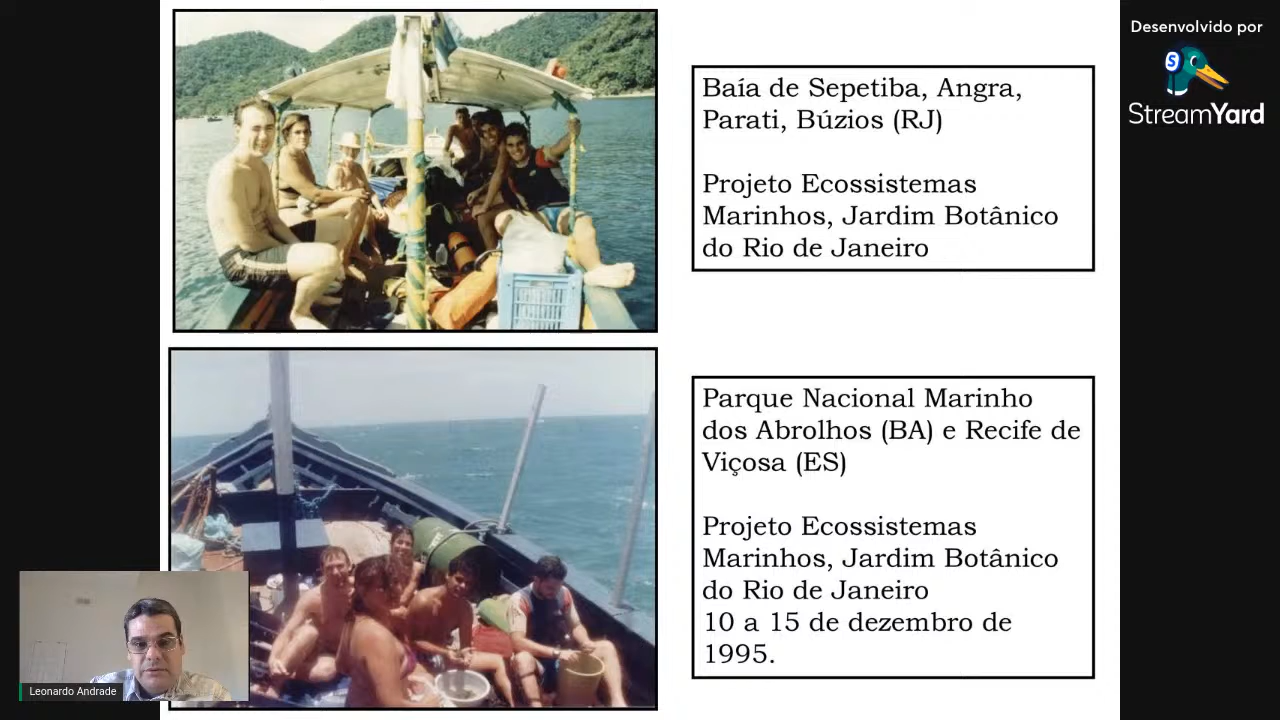 Baía de Sepetiba, Angra,
Parati, Búzios (RJ)
Projeto Ecossistemas
Marinhos, Jardim Botânico
do Rio de Janeiro
Desenvolvido por
S
StreamYard
Parque Nacional Marinho
dos Abrolhos (BA) e Recife de
Viçosa (ES)
Projeto Ecossistemas
Marinhos, Jardim Botânico
do Rio de Janeiro
10 a 15 de dezembro de
1995.
Leonardo Andrade